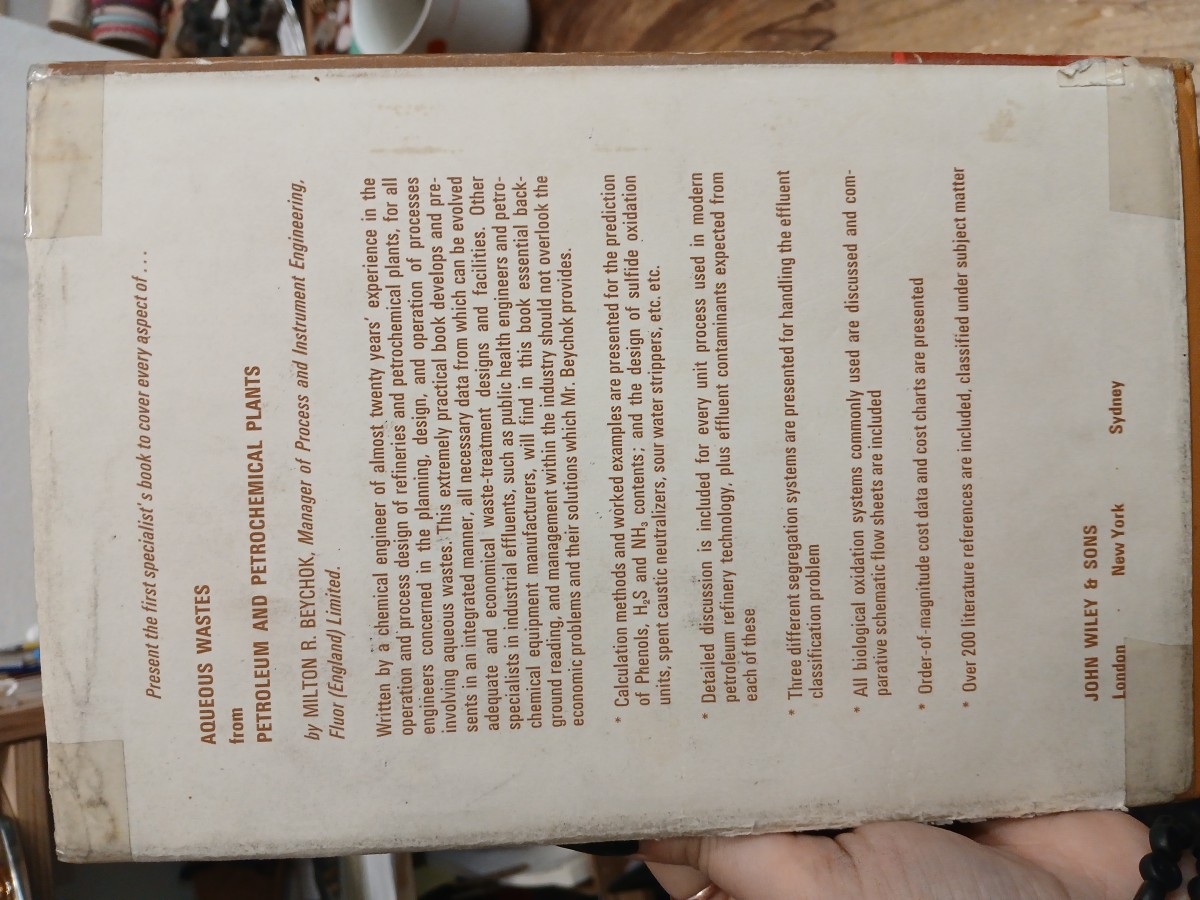 Present the first specialist's book to cover every aspect of ...
AQUEOUS WASTES
from
PETROLEUM AND PETROCHEMICAL PLANTS
by MILTON R. BEYCHOK, Manager of Process and Instrument Engineering,
Fluor (England) Limited.
Written by a chemical engineer of almost twenty years' experience in the
operation and process design of refineries and petrochemical plants, for all
engineers concerned in the planning, design, and operation of processes
involving aqueous wastes. This extremely practical book develops and pre-
sents in an integrated manner, all necessary data from which can be evolved
adequate and economical waste-treatment designs and facilities. Other
specialists in industrial effluents, such as public health engineers and petro-
chemical equipment manufacturers, will find in this book essential back-
ground reading, and management within the industry should not overlook the
economic problems and their solutions which Mr. Beychok provides.
* Calculation methods and worked examples are presented for the prediction
of Phenols, H₂S and NH₃ contents; and the design of sulfide oxidation
units, spent caustic neutralizers, sour water strippers, etc. etc.
* Detailed discussion is included for every unit process used in modern
petroleum refinery technology, plus effluent contaminants expected from
each of these
* Three different segregation systems are presented for handling the effluent
classification problem
* All biological oxidation systems commonly used are discussed and com-
parative schematic flow sheets are included
* Order-of-magnitude cost data and cost charts are presented
* Over 200 literature references are included, classified under subject matter
JOHN WILEY & SONS
London New York Sydney